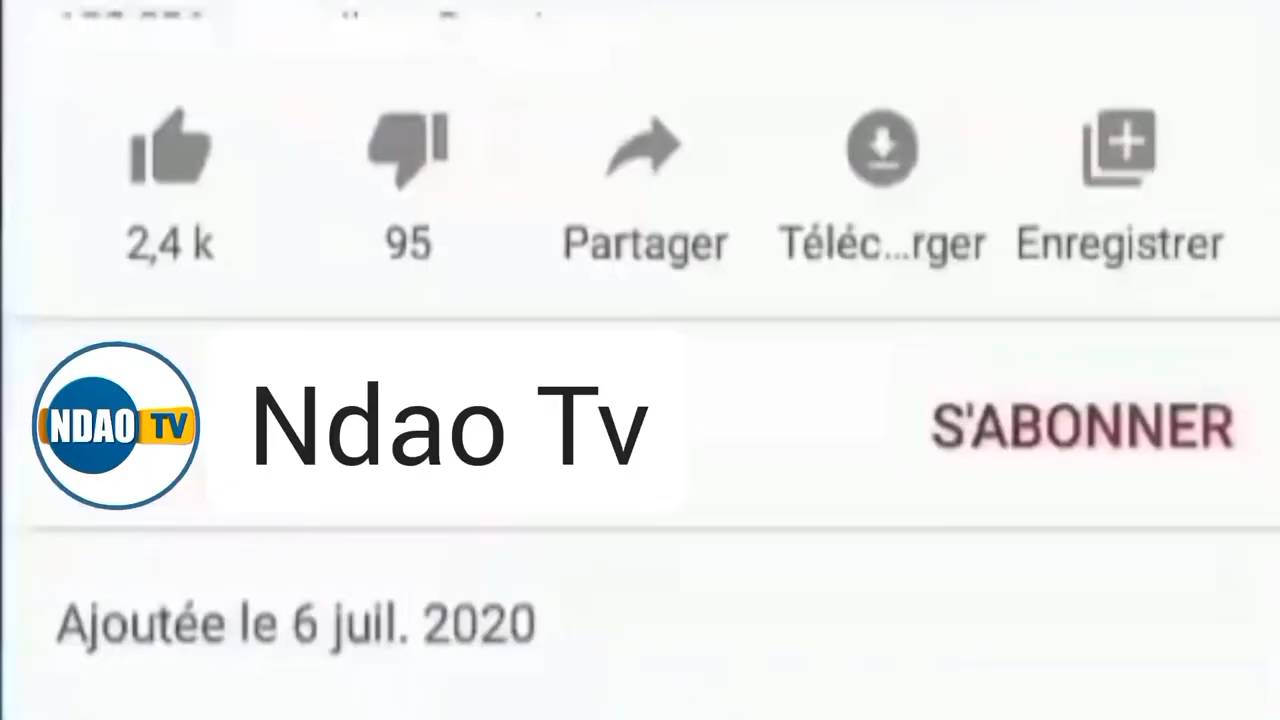 2,4 k 95 Partager Téléc...rger Enregistrer
NDAO TV Ndao Tv S'ABONNER
Ajoutée le 6 juil. 2020